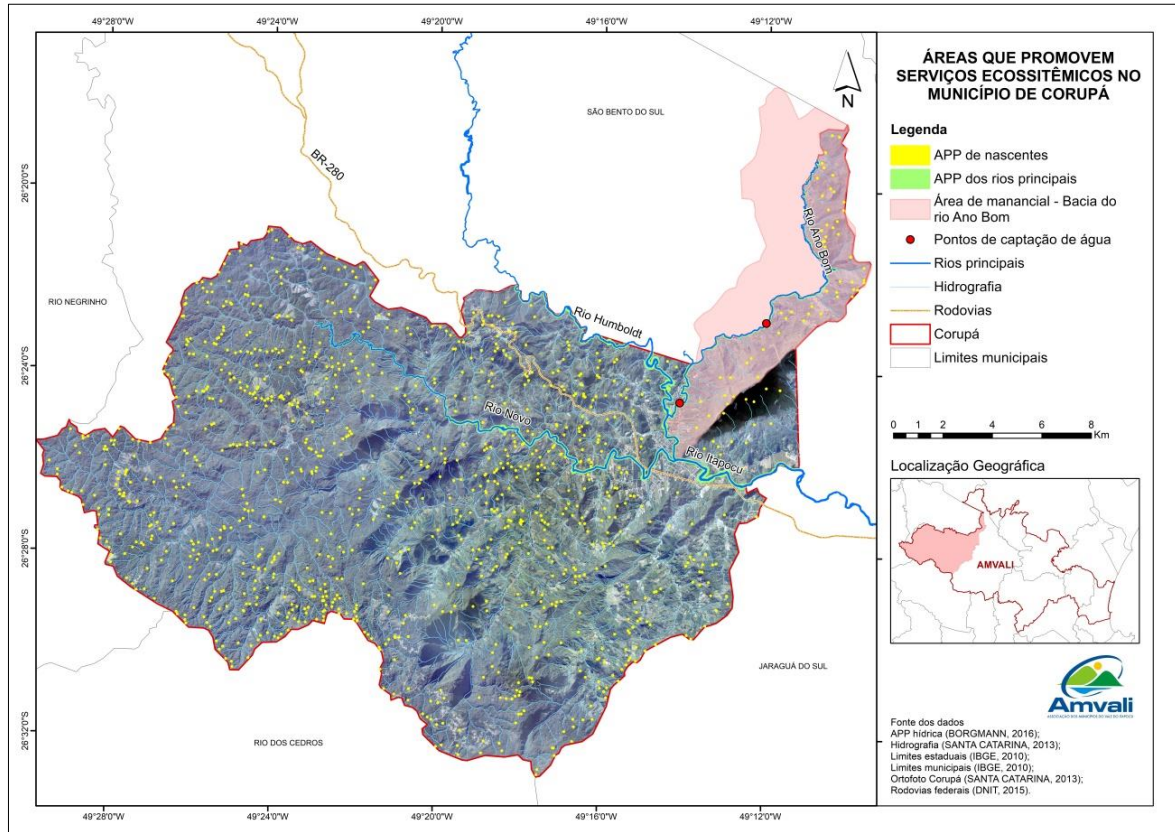 ÁREAS QUE PROMOVEM
SERVIÇOS ECOSSITÊMICOS NO
MUNICÍPIO DE CORUPÁ
Legenda
APP de nascentes
APP dos rios principais
Área de manancial - Bacia do
rio Ano Bom
Pontos de captação de água
Rios principais
Hidrografia
Rodovias
Corupá
Limites municipais
0 2 4 6 8
Km
Localização Geográfica
AMVALI
Amvali
ASSOCIAÇÃO DOS MUNICÍPIOS DO VALE DO ITAPOCU
Fonte dos dados
APP hídrica (BORGMANN, 2016);
Hidrografia (SANTA CATARINA, 2013);
Limites estaduais (IBGE, 2010);
Limites municipais (IBGE, 2010);
Ortofoto Corupá (SANTA CATARINA, 2013);
Rodovias federais (DNIT, 2015).
49°28'0"W 49°24'0"W 49°20'0"W 49°16'0"W 49°12'0"W
N
SÃO BENTO DO SUL
BR-280
26°20'0"S
Rio Ano Bom
RIO NEGRINHO
Rio Humboldt
26°24'0"S
Rio Novo
Rio Itapocu
26°28'0"S
JARAGUÁ DO SUL
26°32'0"S
RIO DOS CEDROS
49°28'0"W 49°24'0"W 49°20'0"W 49°16'0"W 49°12'0"W